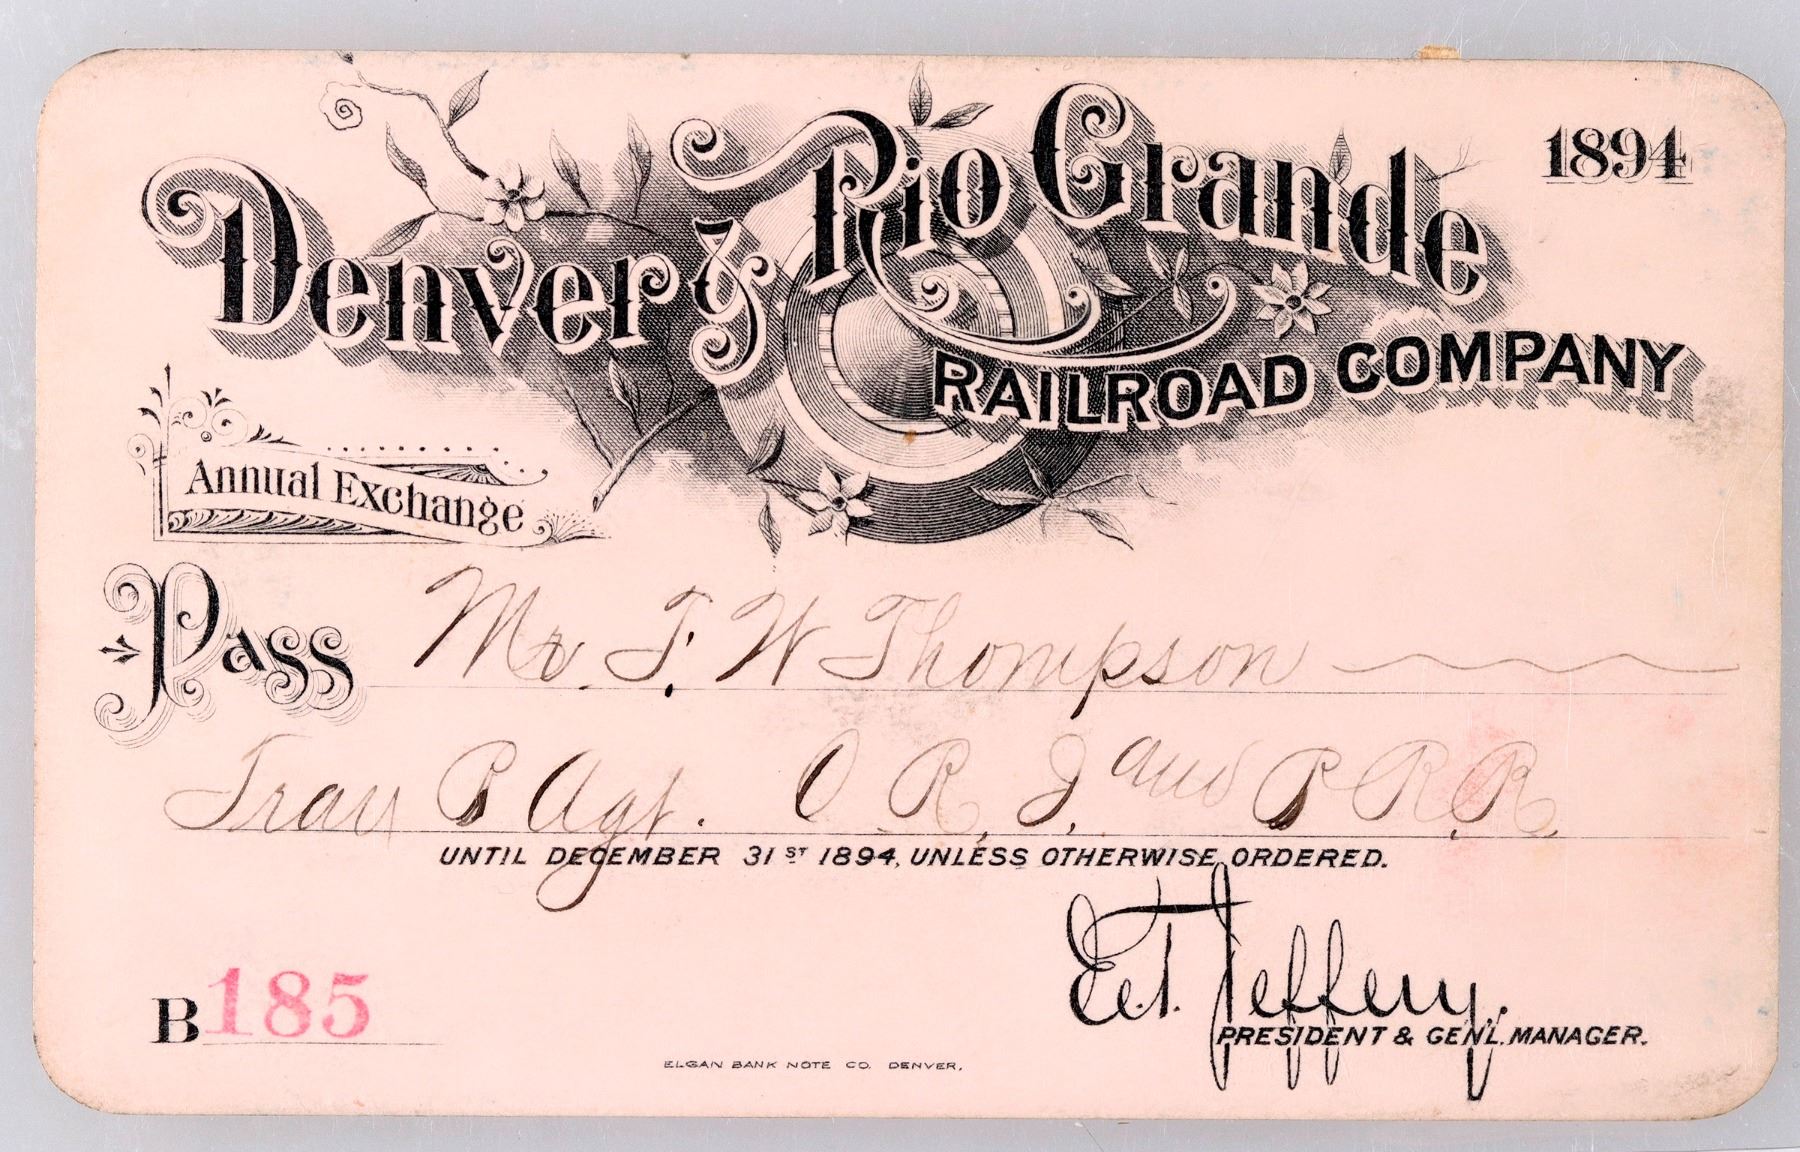 1894
Denver & Rio Grande
RAILROAD COMPANY
Annual Exchange
Pass Mr. T. W Thompson
Trav P Agt. C R. I. and P R. R.
UNTIL DECEMBER 31ST 1894, UNLESS OTHERWISE ORDERED.
E. T. Jeffery.
PRESIDENT & GEN'L. MANAGER.
B 185
ELGAN BANK NOTE CO. DENVER.